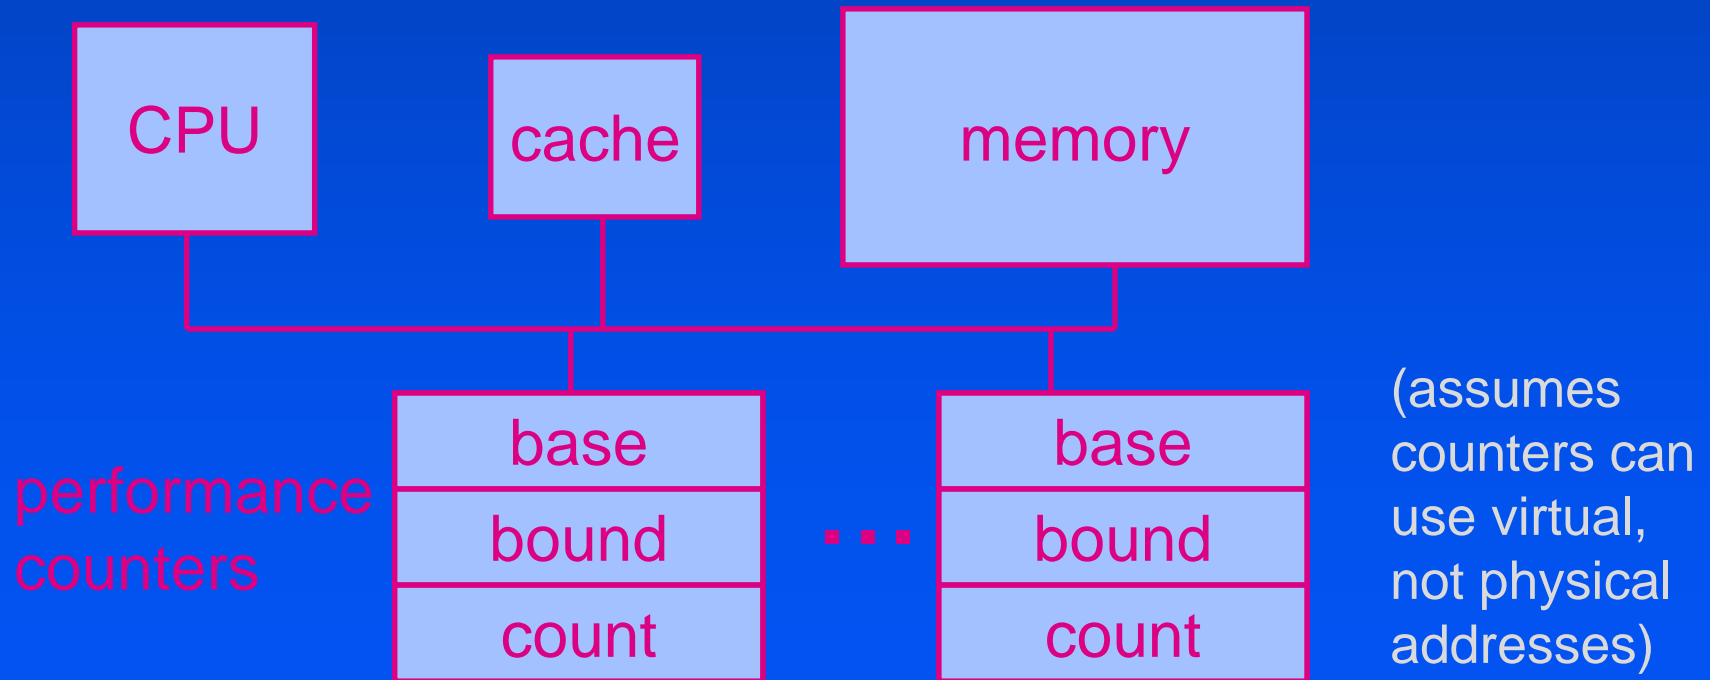 CPU
cache
memory
performance
counters
base
bound
count
...
base
bound
count
(assumes
counters can
use virtual,
not physical
addresses)